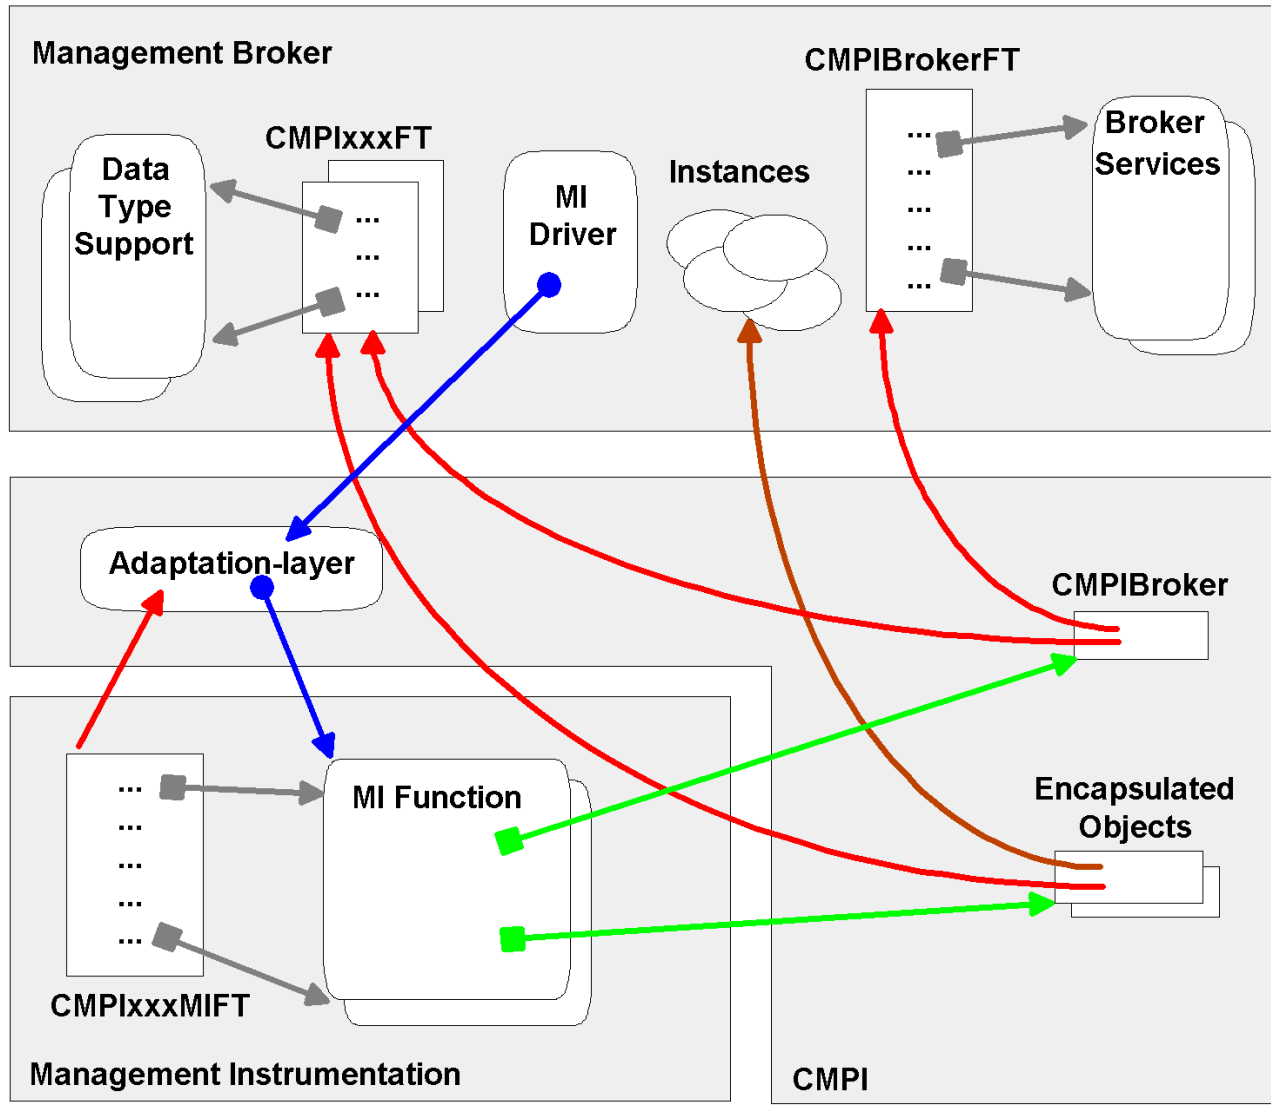 Management Broker
CMPIBrokerFT
CMPIxxxFT
Data
Type
Support
...
...
...
MI
Driver
Instances
...
...
...
...
...
Broker
Services
Adaptation-layer
CMPIBroker
...
...
...
...
...
MI Function
Encapsulated
Objects
CMPIxxxMIFT
Management Instrumentation
CMPI